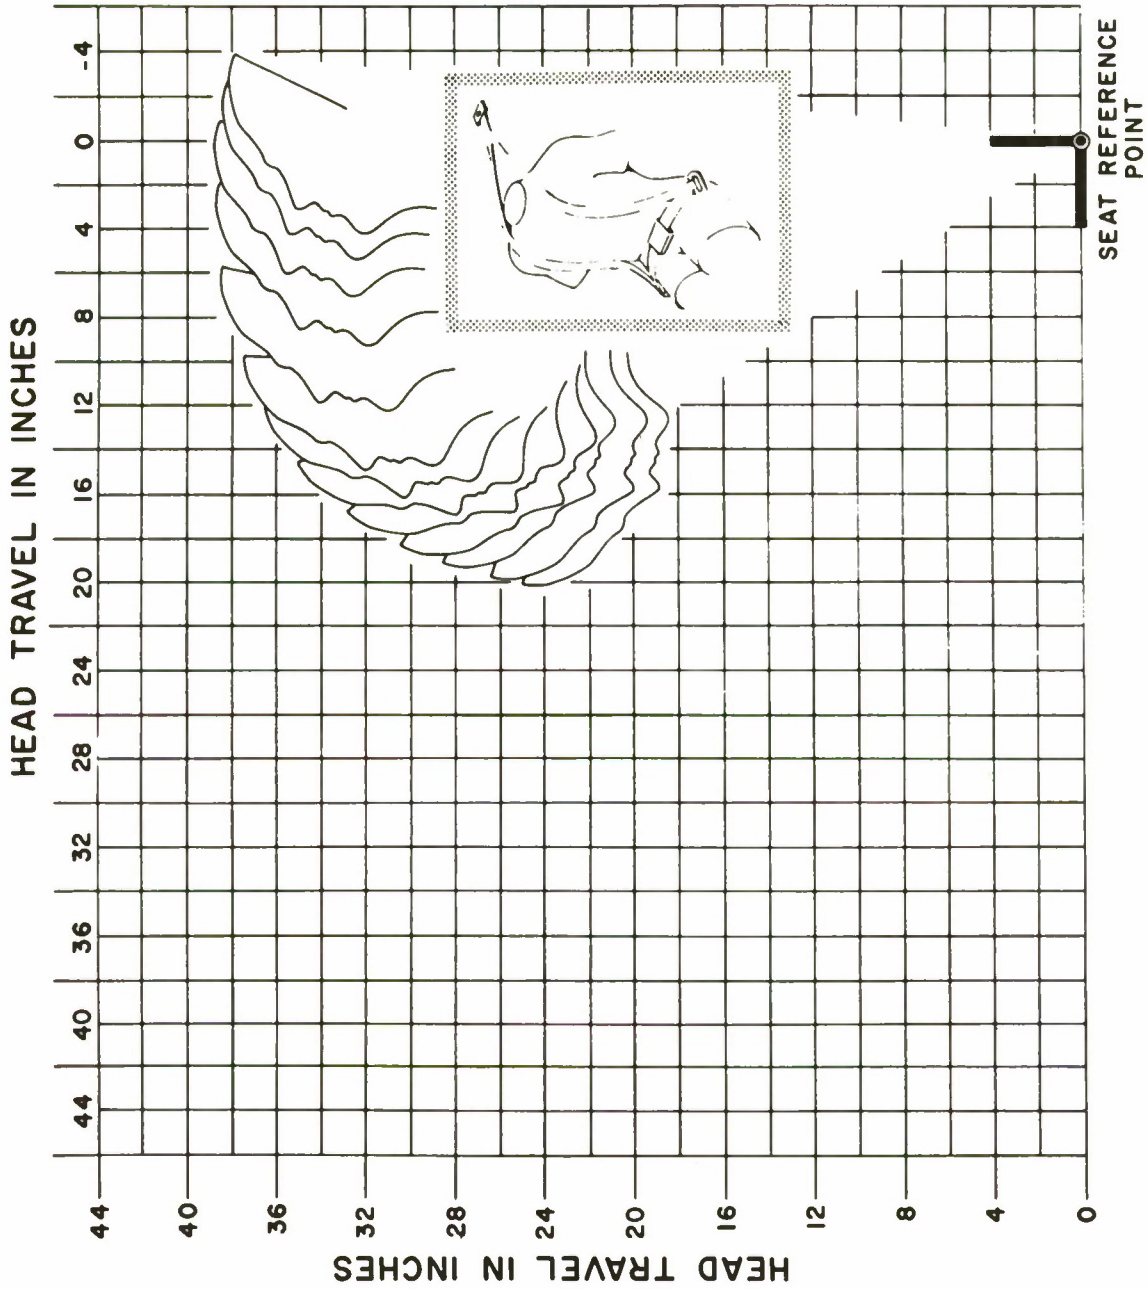 HEAD TRAVEL IN INCHES
44 40 36 32 28 24 20 16 12 8 4 0 -4
44
40
36
32
28
24
20
16
12
8
4
0
HEAD TRAVEL IN INCHES
SEAT REFERENCE
POINT